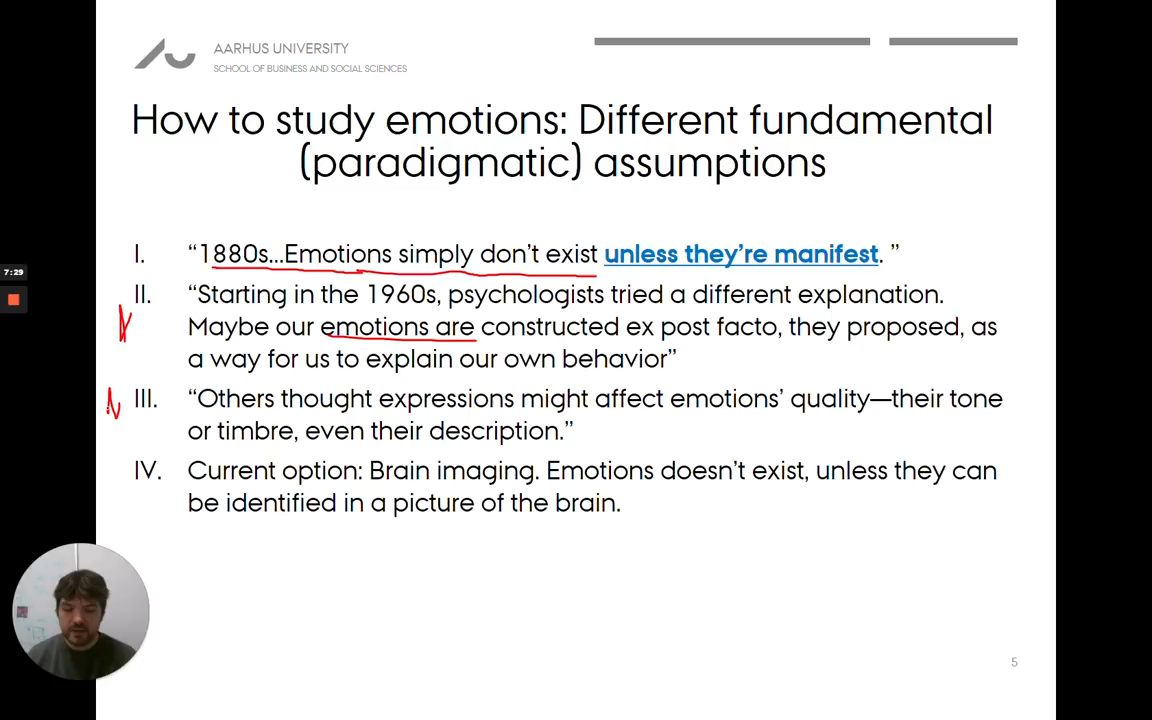 AARHUS UNIVERSITY
SCHOOL OF BUSINESS AND SOCIAL SCIENCES
How to study emotions: Different fundamental
(paradigmatic) assumptions
I. “1880s...Emotions simply don’t exist unless they’re manifest. ”
7:29
II. “Starting in the 1960s, psychologists tried a different explanation.
Maybe our emotions are constructed ex post facto, they proposed, as
a way for us to explain our own behavior”
III. “Others thought expressions might affect emotions’ quality—their tone
or timbre, even their description.”
IV. Current option: Brain imaging. Emotions doesn’t exist, unless they can
be identified in a picture of the brain.
5